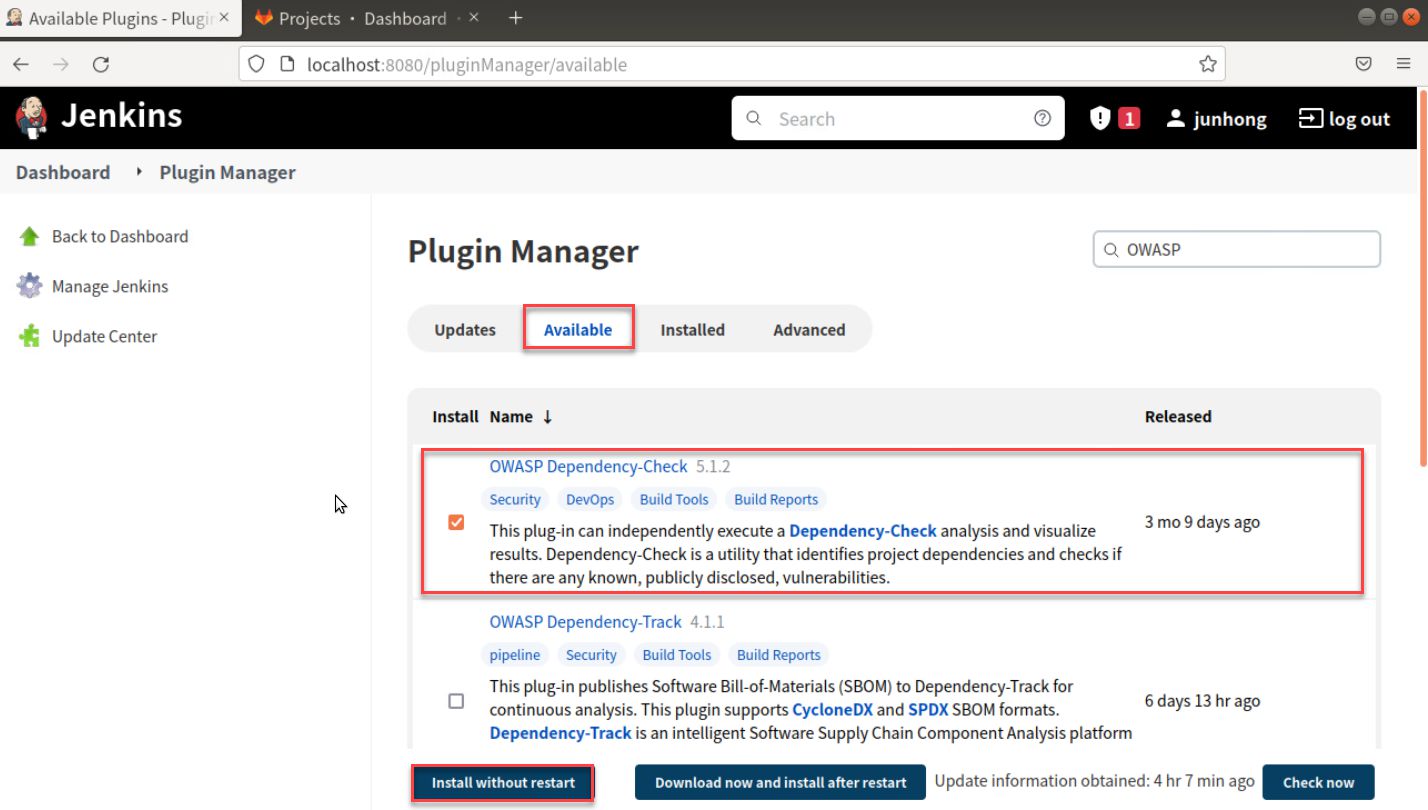 Available Plugins - Plugin
Projects · Dashboard ·
localhost:8080/pluginManager/available
Jenkins
Search
1
junhong
log out
Dashboard
Plugin Manager
Back to Dashboard
Manage Jenkins
Update Center
Plugin Manager
OWASP
Updates
Available
Installed
Advanced
Install Name ↓
Released
OWASP Dependency-Check 5.1.2
Security DevOps Build Tools Build Reports
This plug-in can independently execute a Dependency-Check analysis and visualize
results. Dependency-Check is a utility that identifies project dependencies and checks if
there are any known, publicly disclosed, vulnerabilities.
3 mo 9 days ago
OWASP Dependency-Track 4.1.1
pipeline Security Build Tools Build Reports
This plug-in publishes Software Bill-of-Materials (SBOM) to Dependency-Track for
continuous analysis. This plugin supports CycloneDX and SPDX SBOM formats.
Dependency-Track is an intelligent Software Supply Chain Component Analysis platform
6 days 13 hr ago
Install without restart
Download now and install after restart
Update information obtained: 4 hr 7 min ago
Check now